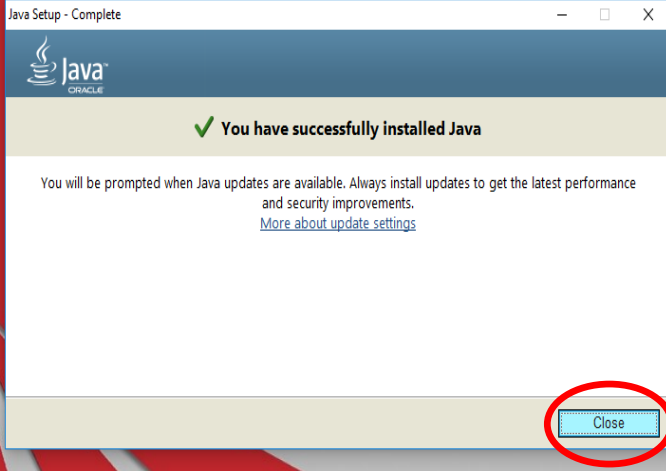 Java Setup - Complete
Java™
ORACLE
You have successfully installed Java
You will be prompted when Java updates are available. Always install updates to get the latest performance
and security improvements.
More about update settings
Close